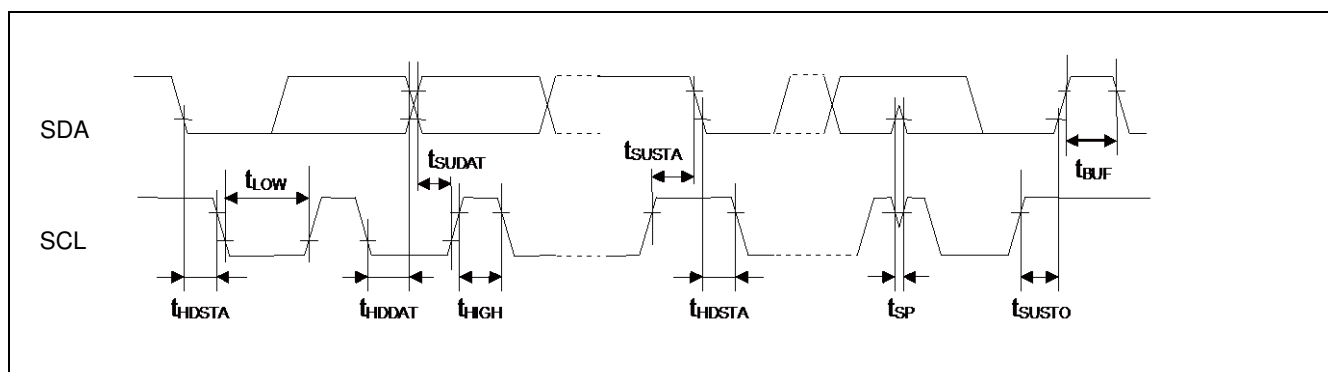 SDA
tSUDAT
tSUSTA
tBUF
tLOW
SCL
tHDSTA
tHDDAT
tHIGH
tHDSTA
tSP
tSUSTO